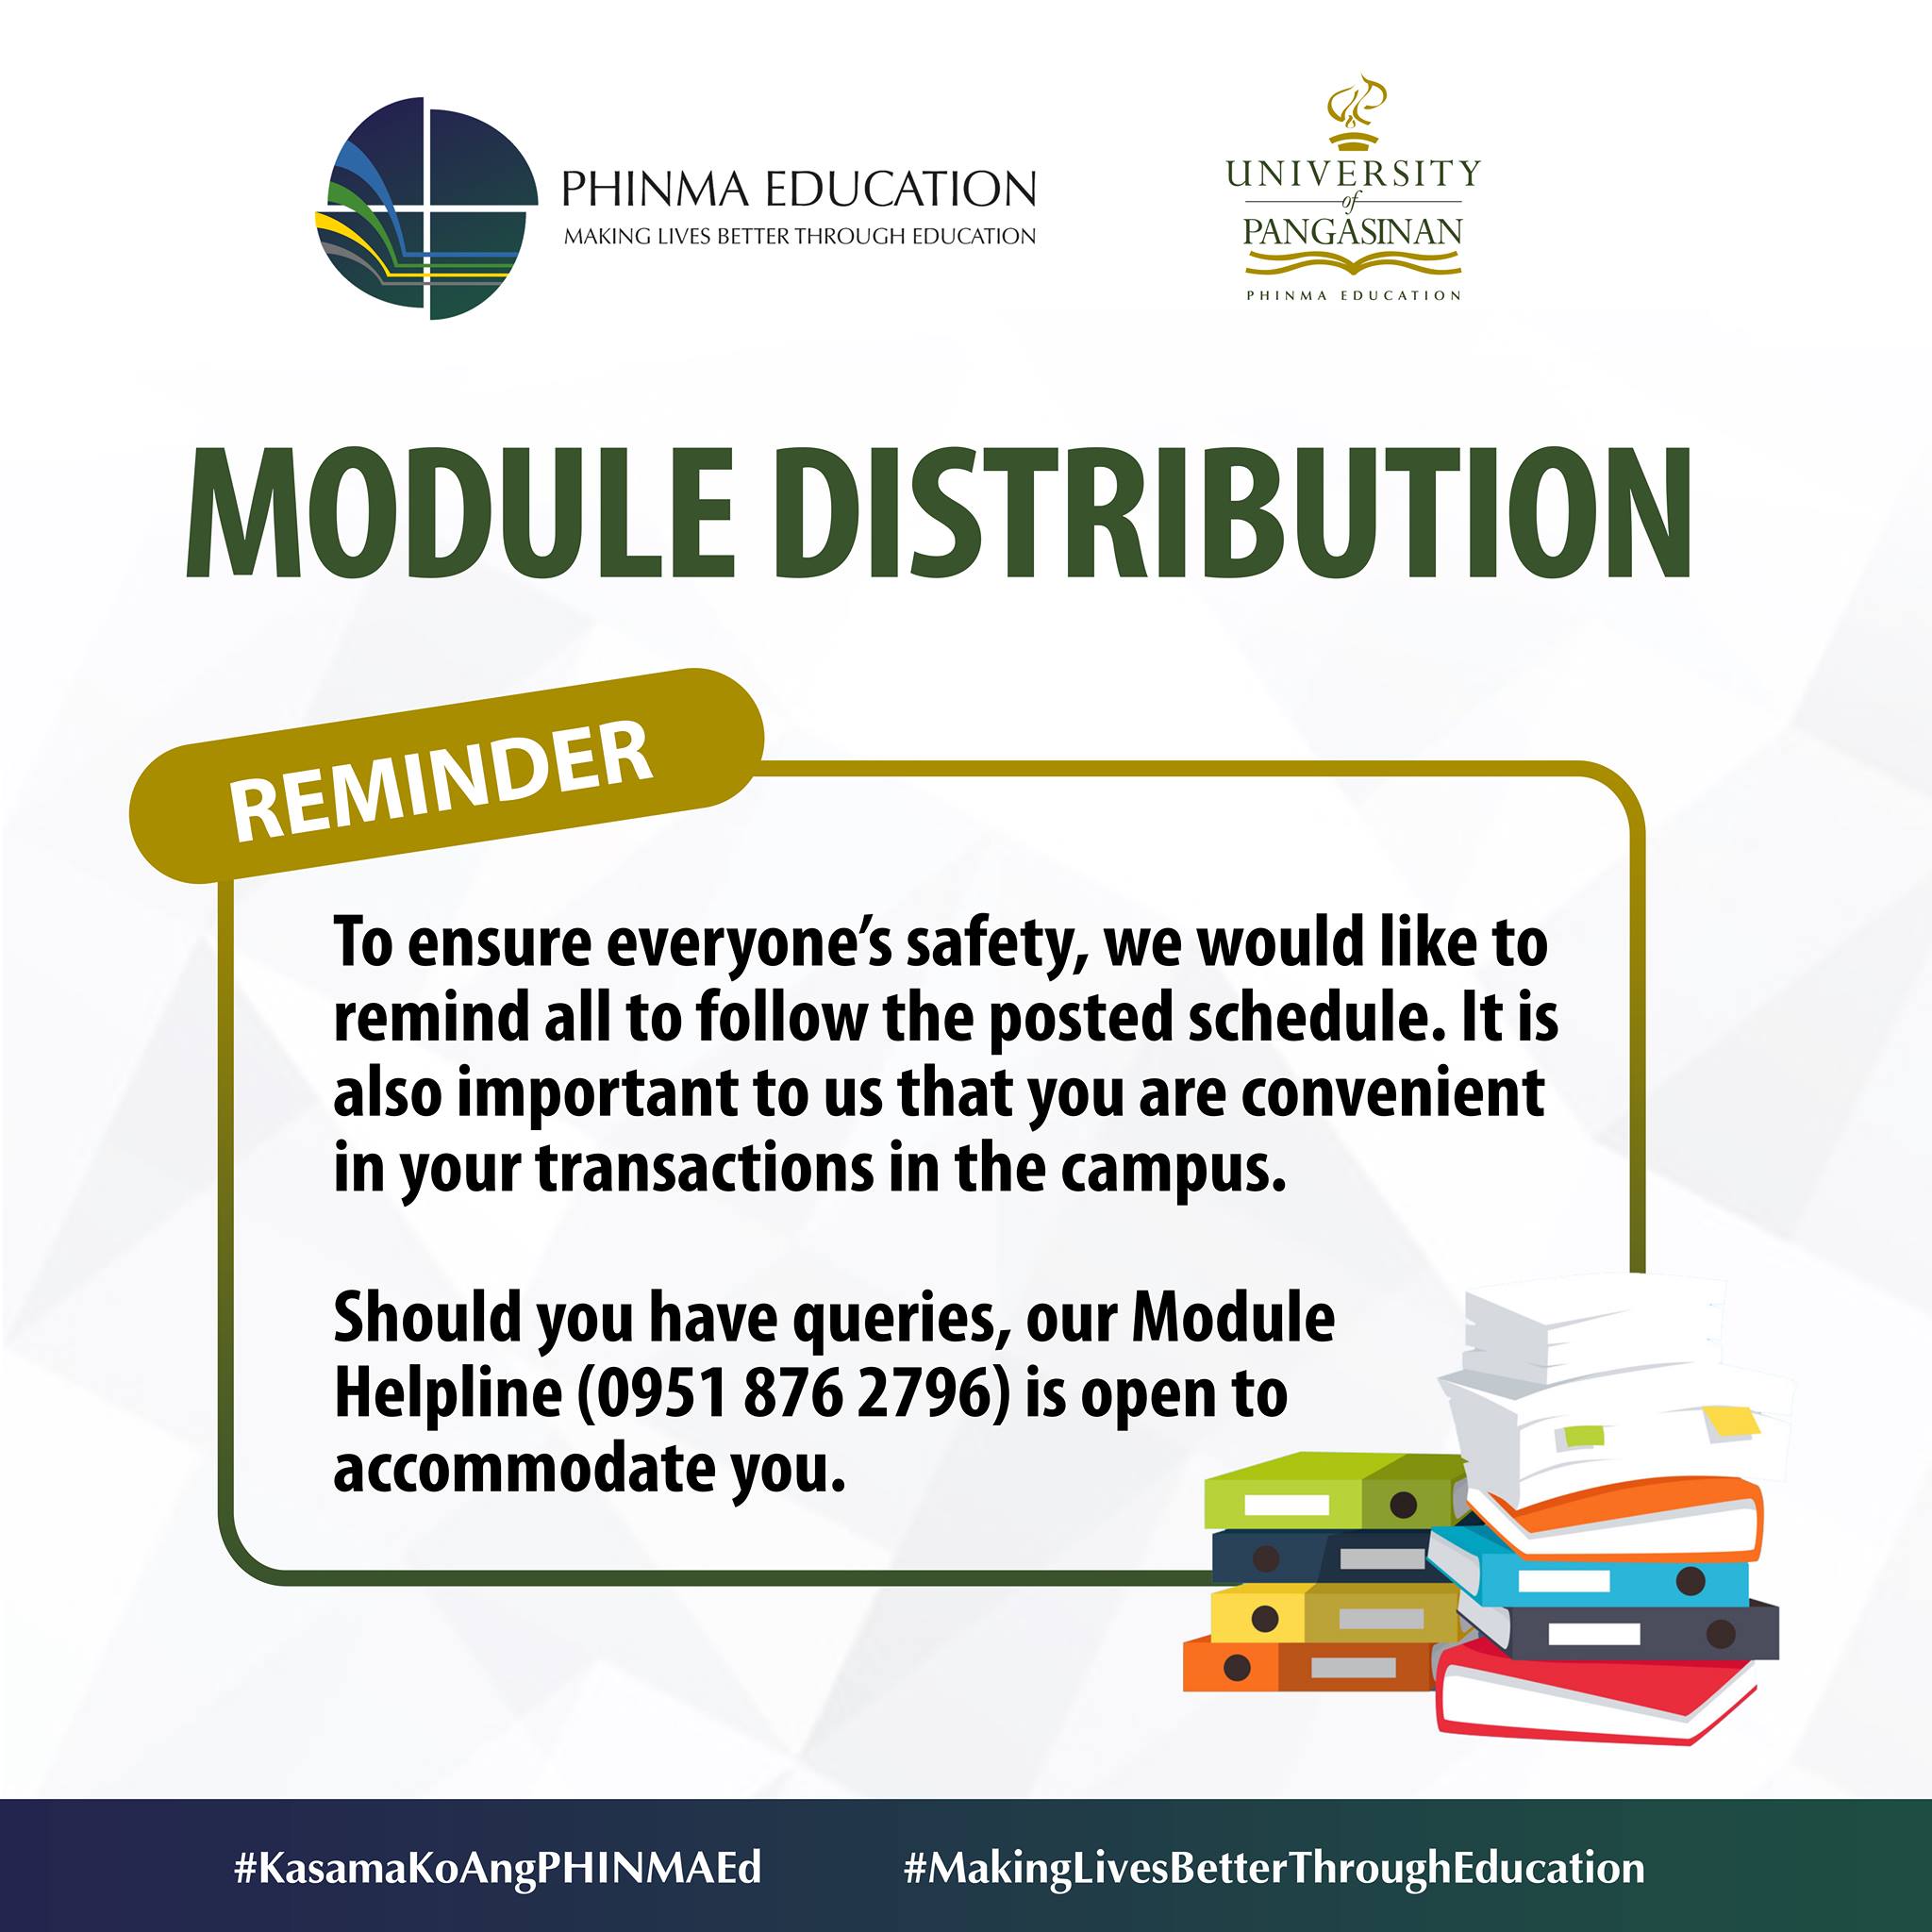 PHINMA EDUCATION
MAKING LIVES BETTER THROUGH EDUCATION
UNIVERSITY
of
PANGASINAN
PHINMA EDUCATION
MODULE DISTRIBUTION
REMINDER
To ensure everyone’s safety, we would like to
remind all to follow the posted schedule. It is
also important to us that you are convenient
in your transactions in the campus.
Should you have queries, our Module
Helpline (0951 876 2796) is open to
accommodate you.
#KasamaKoAngPHINMAEd
#MakingLivesBetterThroughEducation